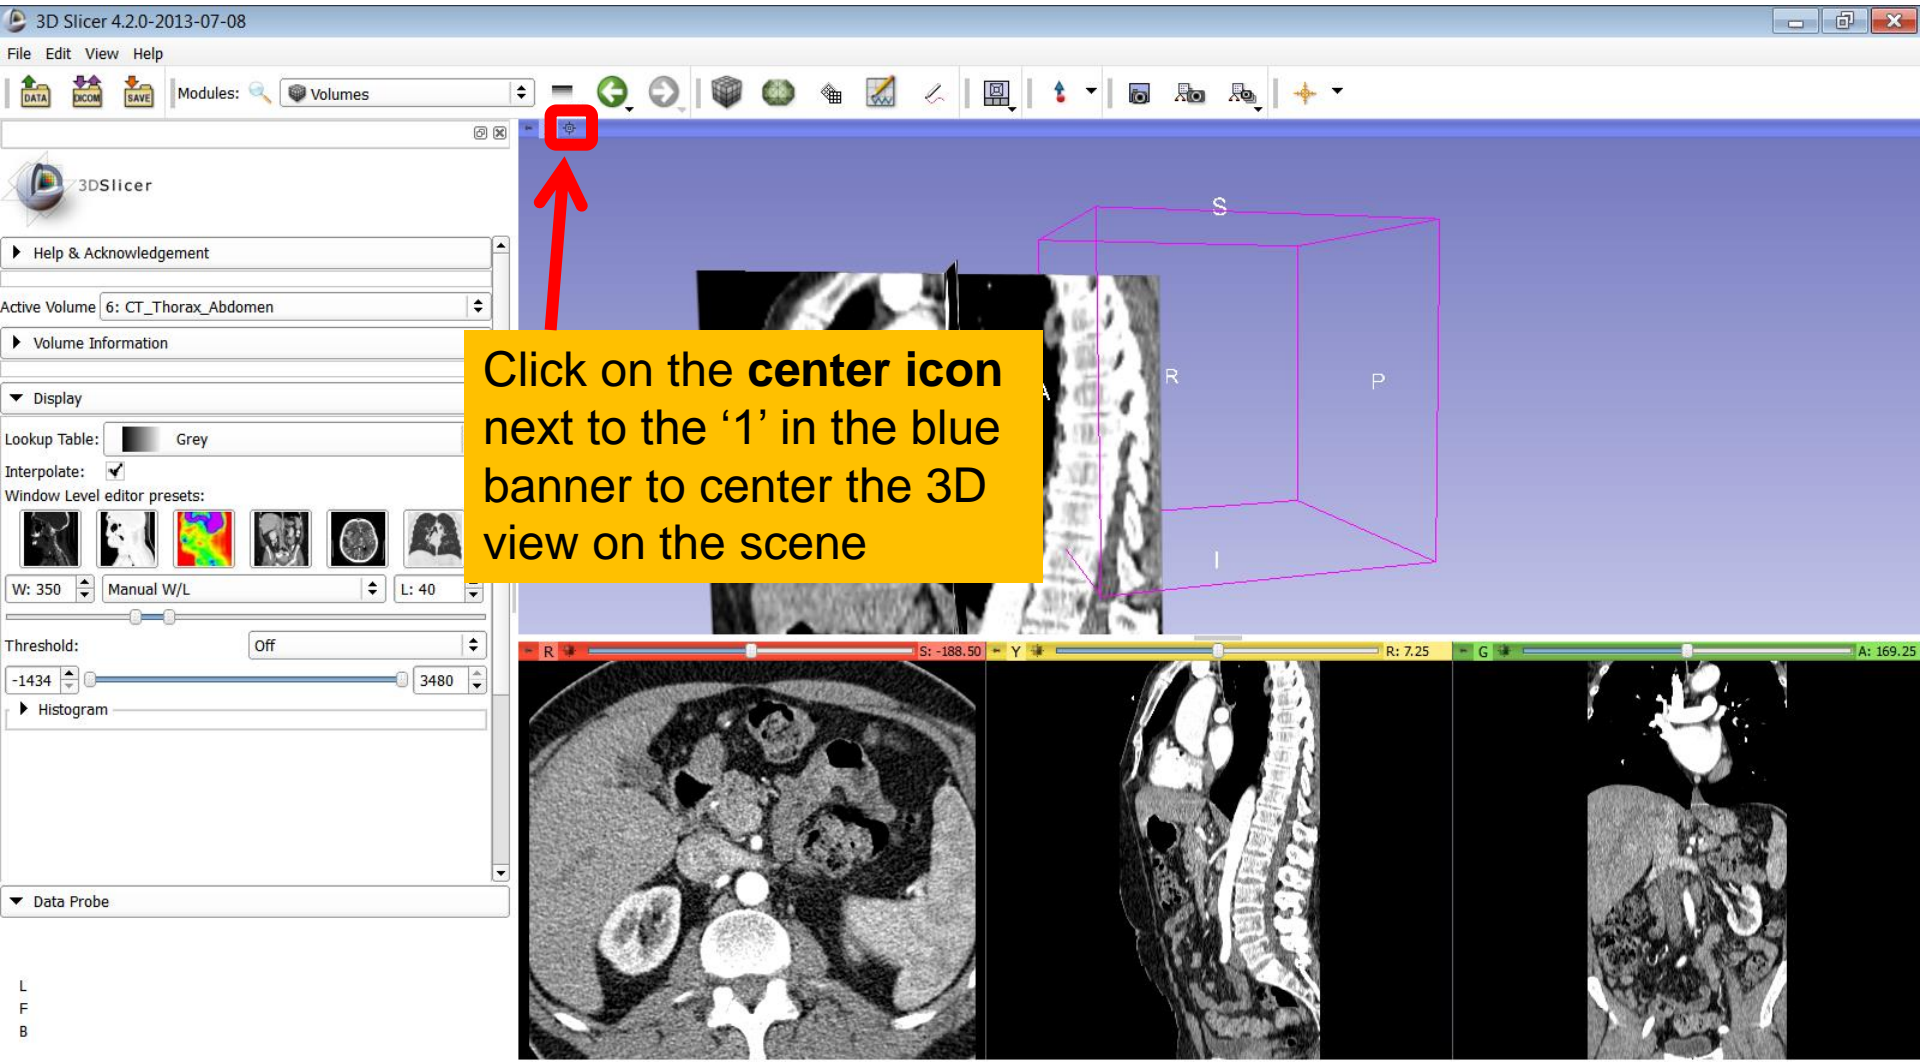 3D Slicer 4.2.0-2013-07-08
File Edit View Help
DATA DICOM SAVE Modules: Volumes
3DSlicer
Help & Acknowledgement
Active Volume 6: CT_Thorax_Abdomen
Volume Information
Display
Lookup Table: Grey
Interpolate:
Window Level editor presets:
W: 350 Manual W/L L: 40
Threshold: Off
-1434 3480
Histogram
Data Probe
L
F
B
S
R
P
A
I
Click on the center icon
next to the ‘1’ in the blue
banner to center the 3D
view on the scene
R S: -188.50
Y R: 7.25
G A: 169.25